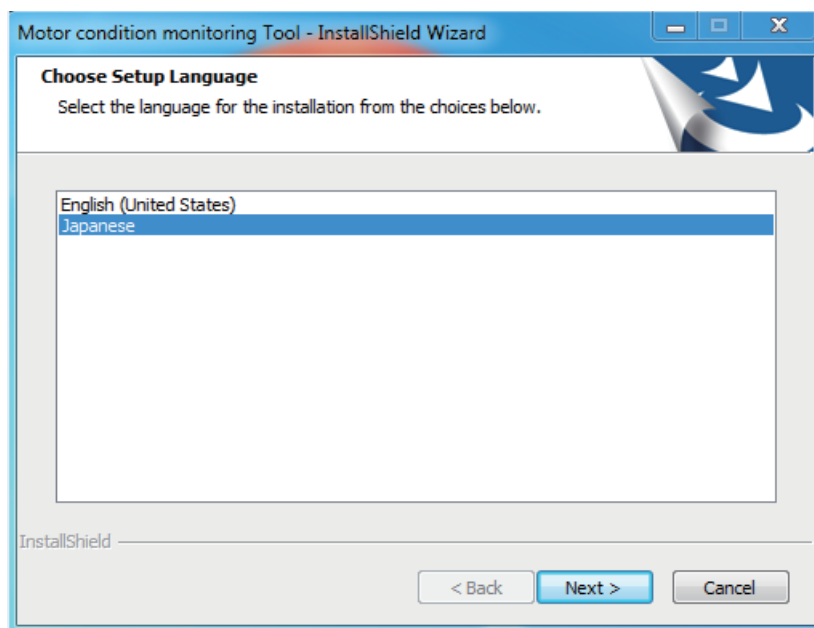 Motor condition monitoring Tool - InstallShield Wizard
Choose Setup Language
Select the language for the installation from the choices below.
English (United States)
Japanese
InstallShield
< Back
Next >
Cancel